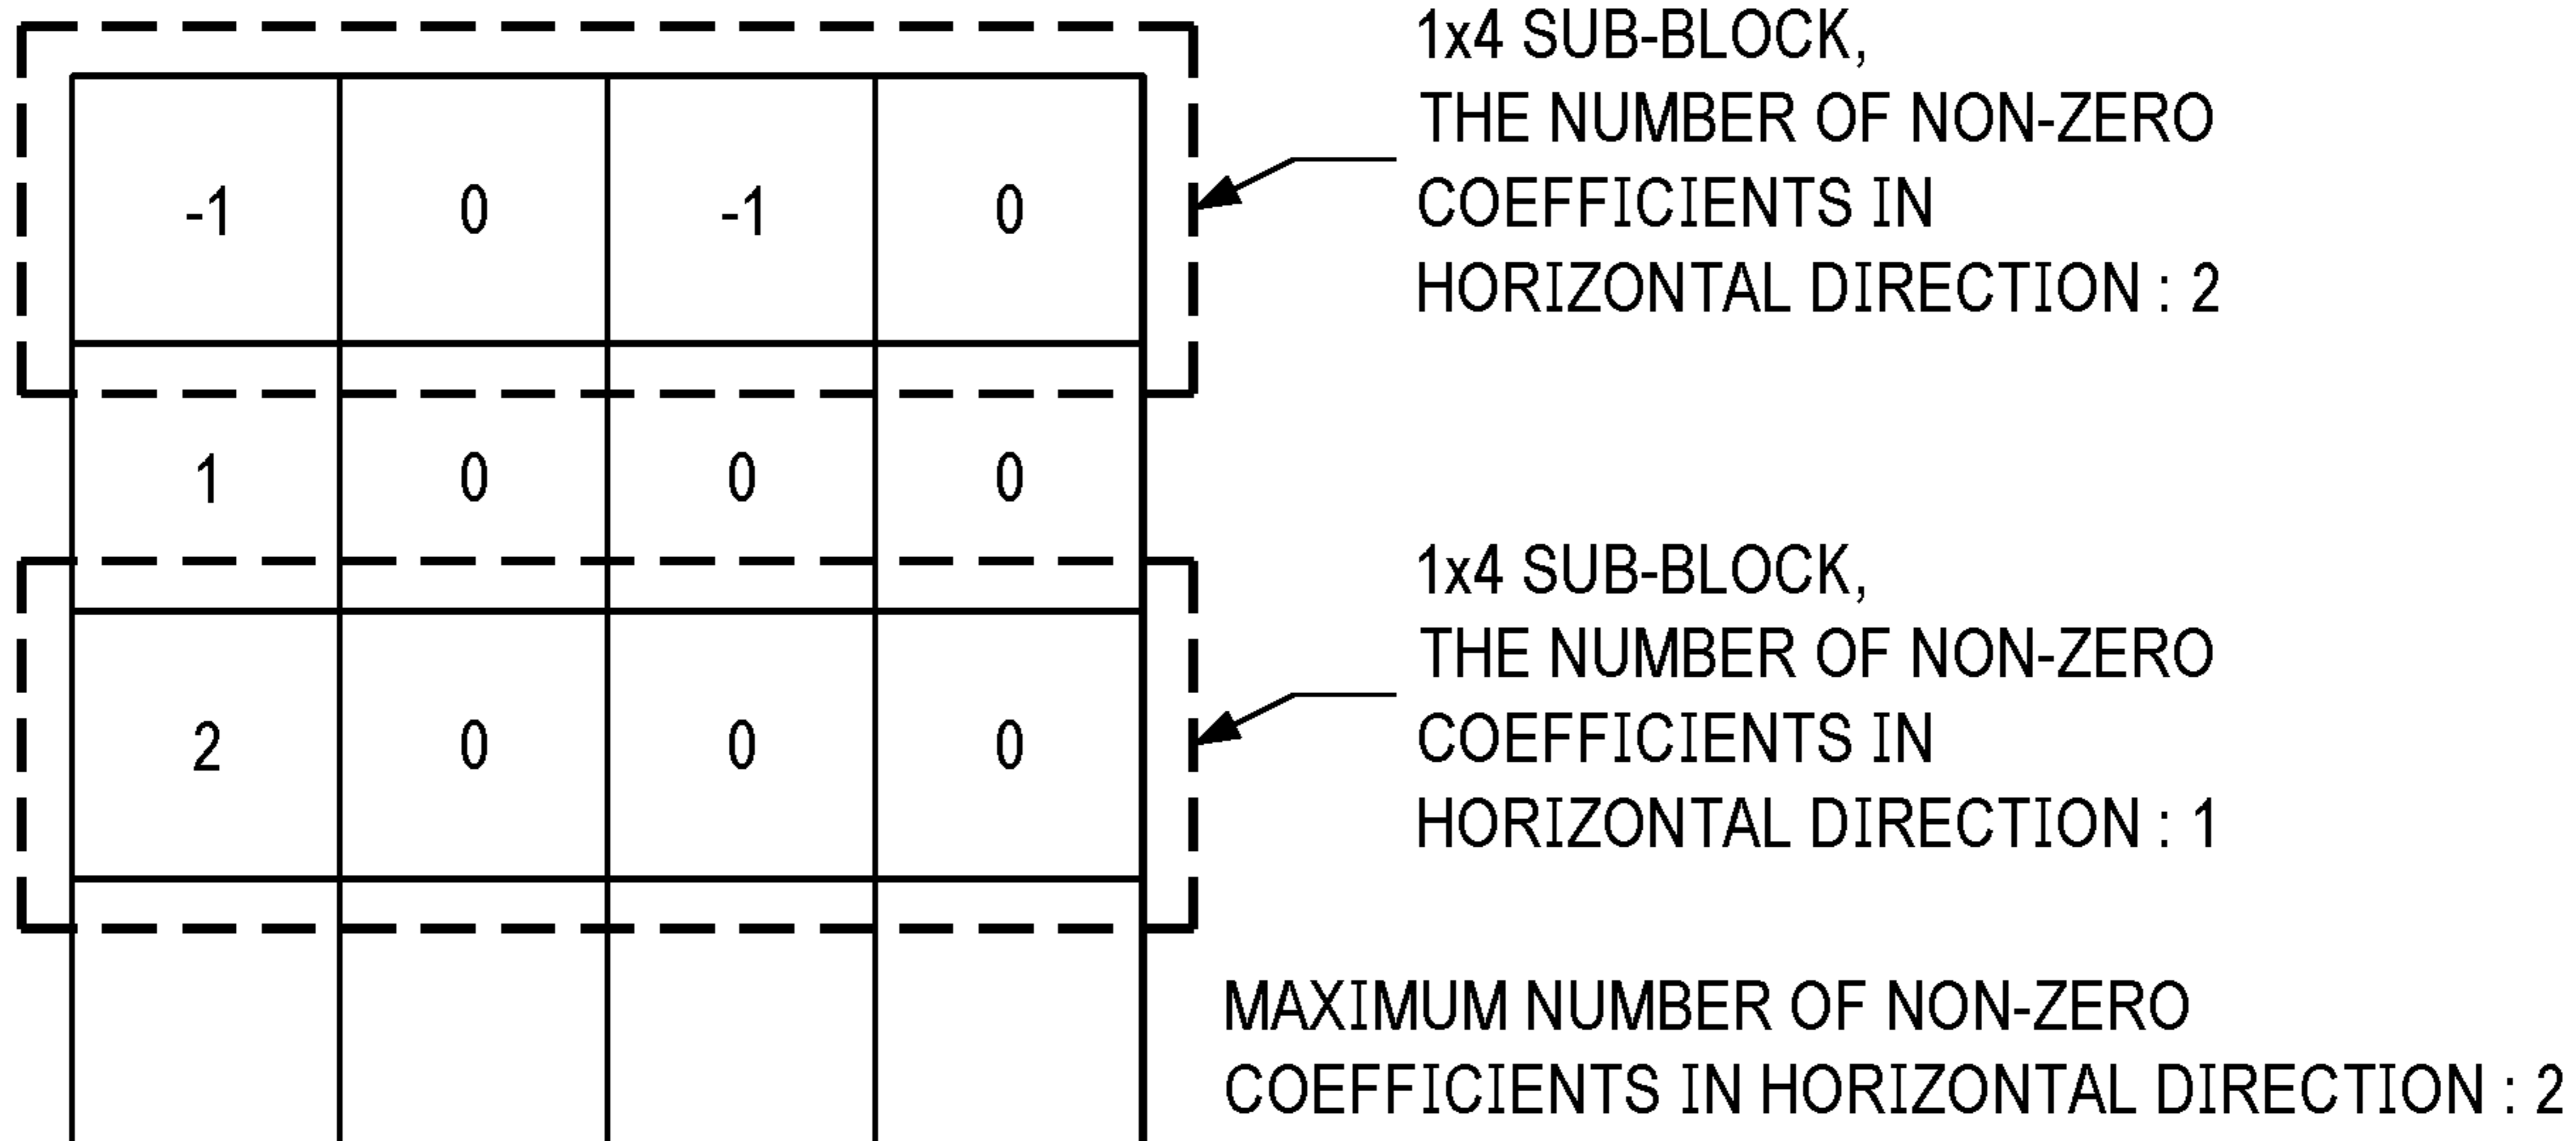 -1 0 -1 0
1x4 SUB-BLOCK,
THE NUMBER OF NON-ZERO
COEFFICIENTS IN
HORIZONTAL DIRECTION : 2
1 0 0 0
2 0 0 0
1x4 SUB-BLOCK,
THE NUMBER OF NON-ZERO
COEFFICIENTS IN
HORIZONTAL DIRECTION : 1
MAXIMUM NUMBER OF NON-ZERO
COEFFICIENTS IN HORIZONTAL DIRECTION : 2